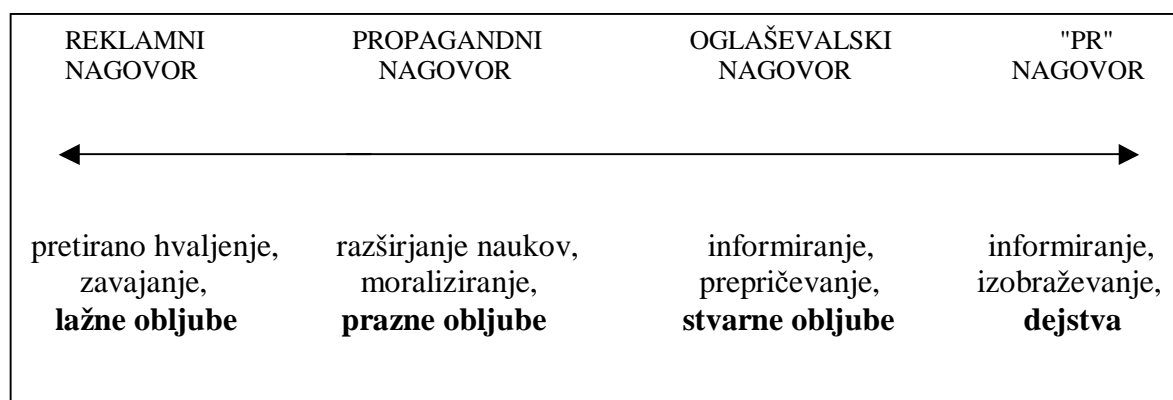 REKLAMNI
NAGOVOR
PROPAGANDNI
NAGOVOR
OGLAŠEVALSKI
NAGOVOR
"PR"
NAGOVOR
pretirano hvaljenje,
zavajanje,
lažne obljube
razširjanje naukov,
moraliziranje,
prazne obljube
informiranje,
prepričevanje,
stvarne obljube
informiranje,
izobraževanje,
dejstva